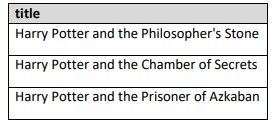 title
Harry Potter and the Philosopher's Stone
Harry Potter and the Chamber of Secrets
Harry Potter and the Prisoner of Azkaban